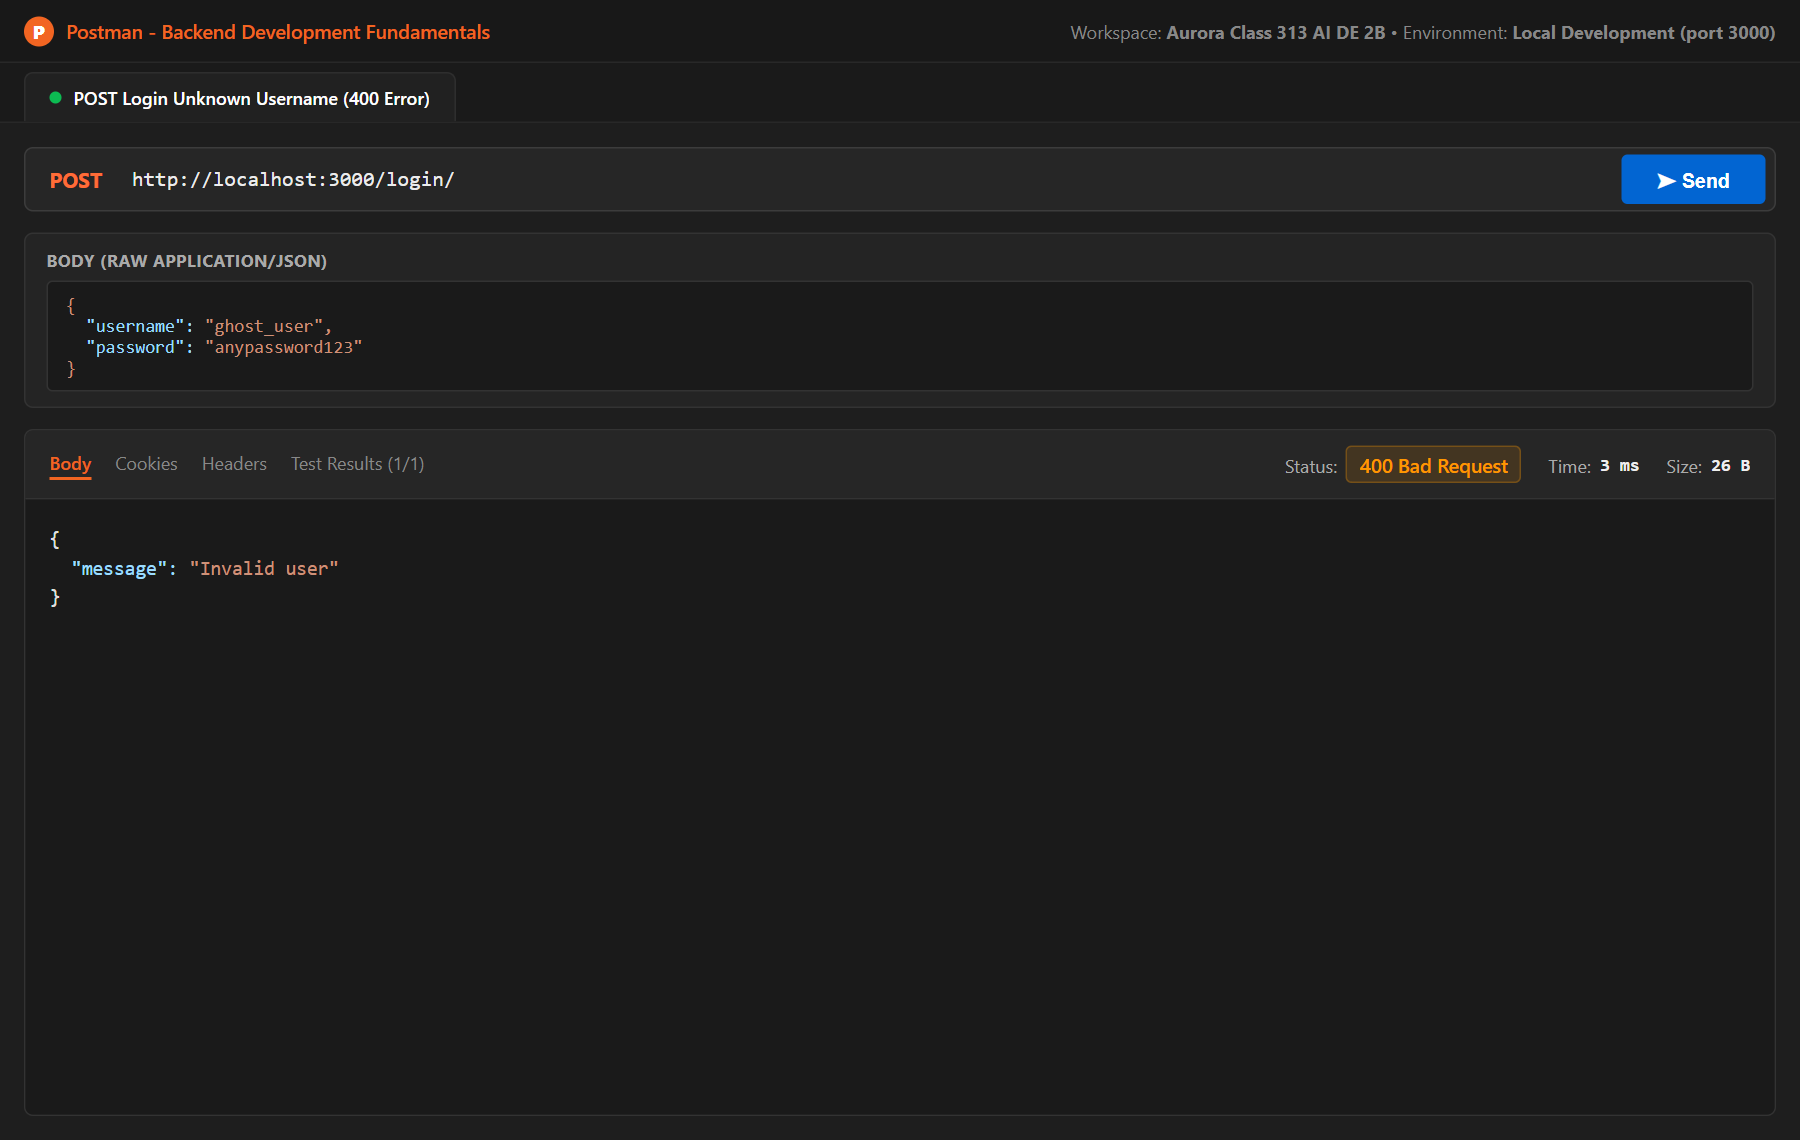 P Postman - Backend Development Fundamentals
Workspace: Aurora Class 313 AI DE 2B • Environment: Local Development (port 3000)
POST Login Unknown Username (400 Error)
POST http://localhost:3000/login/
➤ Send
BODY (RAW APPLICATION/JSON)
{
  "username": "ghost_user",
  "password": "anypassword123"
}
Body Cookies Headers Test Results (1/1)
Status: 400 Bad Request Time: 3 ms Size: 26 B
{
  "message": "Invalid user"
}